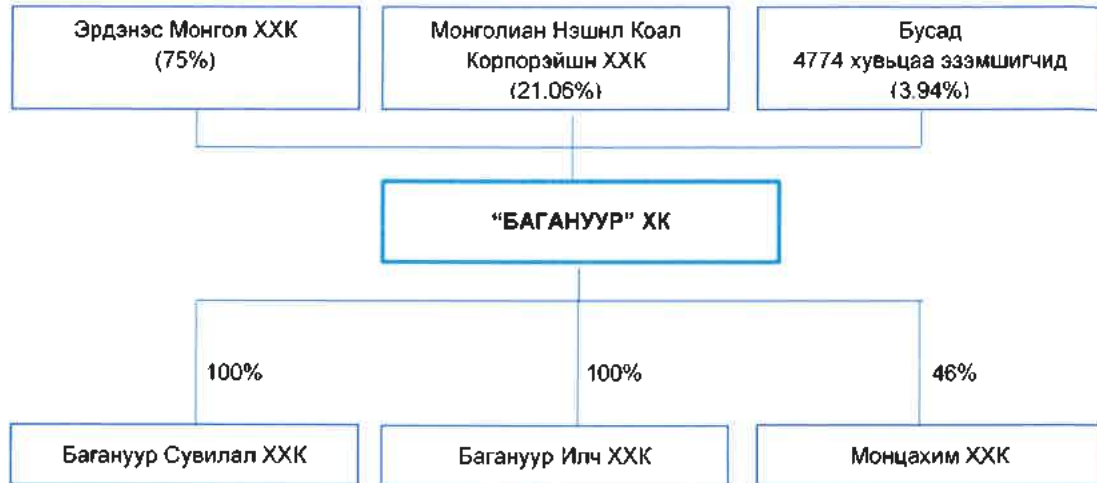 Эрдэнэс Монгол ХХК
(75%)
Монголиан Нэшнл Коал
Корпорэйшн ХХК
(21.06%)
Бусад
4774 хувьцаа эзэмшигчид
(3.94%)
“БАГАНУУР” ХК
100%
100%
46%
Багануур Сувилал ХХК
Багануур Илч ХХК
Монцахим ХХК